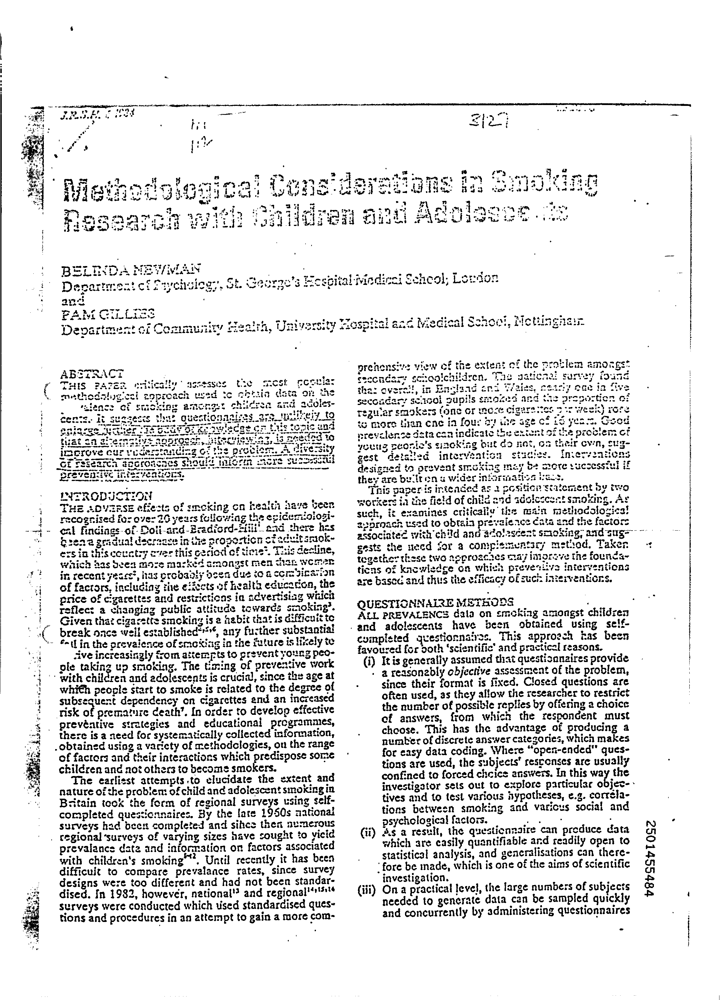 3127
Methodological Considerations in Smoking
Research with Children and Adolesce
BELINDA NEWMAN
Department of Psychology, St. George's Hospital Medical School; London
and
PAM GILLIES
Department of Community Health, University Hospital and Medical School, Nottingham
ABSTRACT
THIS PAPER critically assesses the most popular
methodological approach used to obtain data on the
valence of smoking amongst children and adoles-
cents. It suggests that questionnaires are unlikely to
enlarge further the body of knowledge on this topic and
that an alternative approach, interviewing, is needed to
improve our understanding of the problem. A diversity
of research approaches should inform more successful
preventive interventions.
INTRODUCTION
THE ADVERSE effects of smoking on health have been
recognised for over 20 years following the epidemiologi-
cal findings of Doll and Bradford-Hill¹ and there has
been a gradual decrease in the proportion of adult smok-
ers in this country over this period of time². This decline,
which has been more marked amongst men than women
in recent years², has probably been due to a combination
of factors, including the effects of health education, the
price of cigarettes and restrictions in advertising which
reflect a changing public attitude towards smoking³.
Given that cigarette smoking is a habit that is difficult to
break once well established, any further substantial
fall in the prevalence of smoking in the future is likely to
ive increasingly from attempts to prevent young peo-
ple taking up smoking. The timing of preventive work
with children and adolescents is crucial, since the age at
which people start to smoke is related to the degree of
subsequent dependency on cigarettes and an increased
risk of premature death⁷. In order to develop effective
preventive strategies and educational programmes,
there is a need for systematically collected information,
obtained using a variety of methodologies, on the range
of factors and their interactions which predispose some
children and not others to become smokers.
The earliest attempts to elucidate the extent and
nature of the problem of child and adolescent smoking in
Britain took the form of regional surveys using self-
completed questionnaires. By the late 1960s national
surveys had been completed and since then numerous
regional surveys of varying sizes have sought to yield
prevalance data and information on factors associated
with children's smoking. Until recently it has been
difficult to compare prevalance rates, since survey
designs were too different and had not been standar-
dised. In 1982, however, national¹³ and regional
surveys were conducted which used standardised ques-
tions and procedures in an attempt to gain a more com-
prehensive view of the extent of the problem amongst
secondary schoolchildren. The national survey found
that overall, in England and Wales, nearly one in five
secondary school pupils smoked and the proportion of
regular smokers (one or more cigarettes per week) rose
to more than one in four by the age of 16 years. Good
prevalence data can indicate the extent of the problem of
young people's smoking but do not, on their own, sug-
gest detailed intervention studies. Interventions
designed to prevent smoking may be more successful if
they are built on a wider information base.
This paper is intended as a position statement by two
workers in the field of child and adolescent smoking. As
such, it examines critically the main methodological
approach used to obtain prevalence data and the factors
associated with child and adolescent smoking, and sug-
gests the need for a complementary method. Taken
together these two approaches may improve the founda-
tions of knowledge on which preventive interventions
are based and thus the efficacy of such interventions.
QUESTIONNAIRE METHODS
ALL PREVALENCE data on smoking amongst children
and adolescents have been obtained using self-
completed questionnaires. This approach has been
favoured for both 'scientific' and practical reasons.
(i) It is generally assumed that questionnaires provide
a reasonably objective assessment of the problem,
since their format is fixed. Closed questions are
often used, as they allow the researcher to restrict
the number of possible replies by offering a choice
of answers, from which the respondent must
choose. This has the advantage of producing a
number of discrete answer categories, which makes
for easy data coding. Where "open-ended" ques-
tions are used, the subjects' responses are usually
confined to forced choice answers. In this way the
investigator sets out to explore particular objec-
tives and to test various hypotheses, e.g. correla-
tions between smoking and various social and
psychological factors.
(ii) As a result, the questionnaire can produce data
which are easily quantifiable and readily open to
statistical analysis, and generalisations can there-
fore be made, which is one of the aims of scientific
investigation.
(iii) On a practical level, the large numbers of subjects
needed to generate data can be sampled quickly
and concurrently by administering questionnaires
2501455484